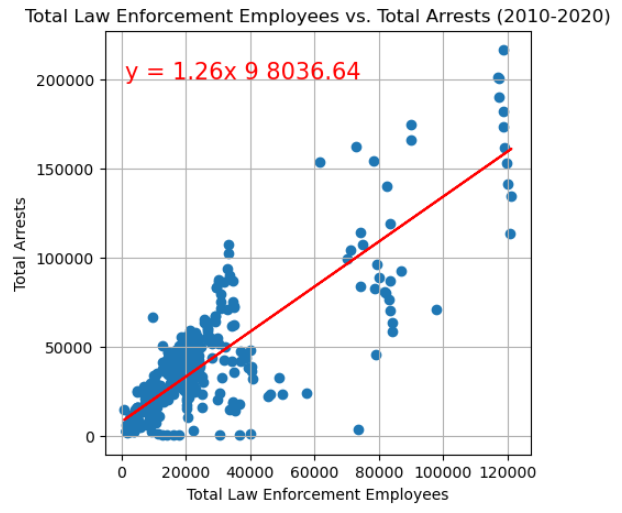 Total Law Enforcement Employees vs. Total Arrests (2010-2020)
y = 1.26x 9 8036.64
200000
150000
100000
50000
0
Total Arrests
0 20000 40000 60000 80000 100000 120000
Total Law Enforcement Employees